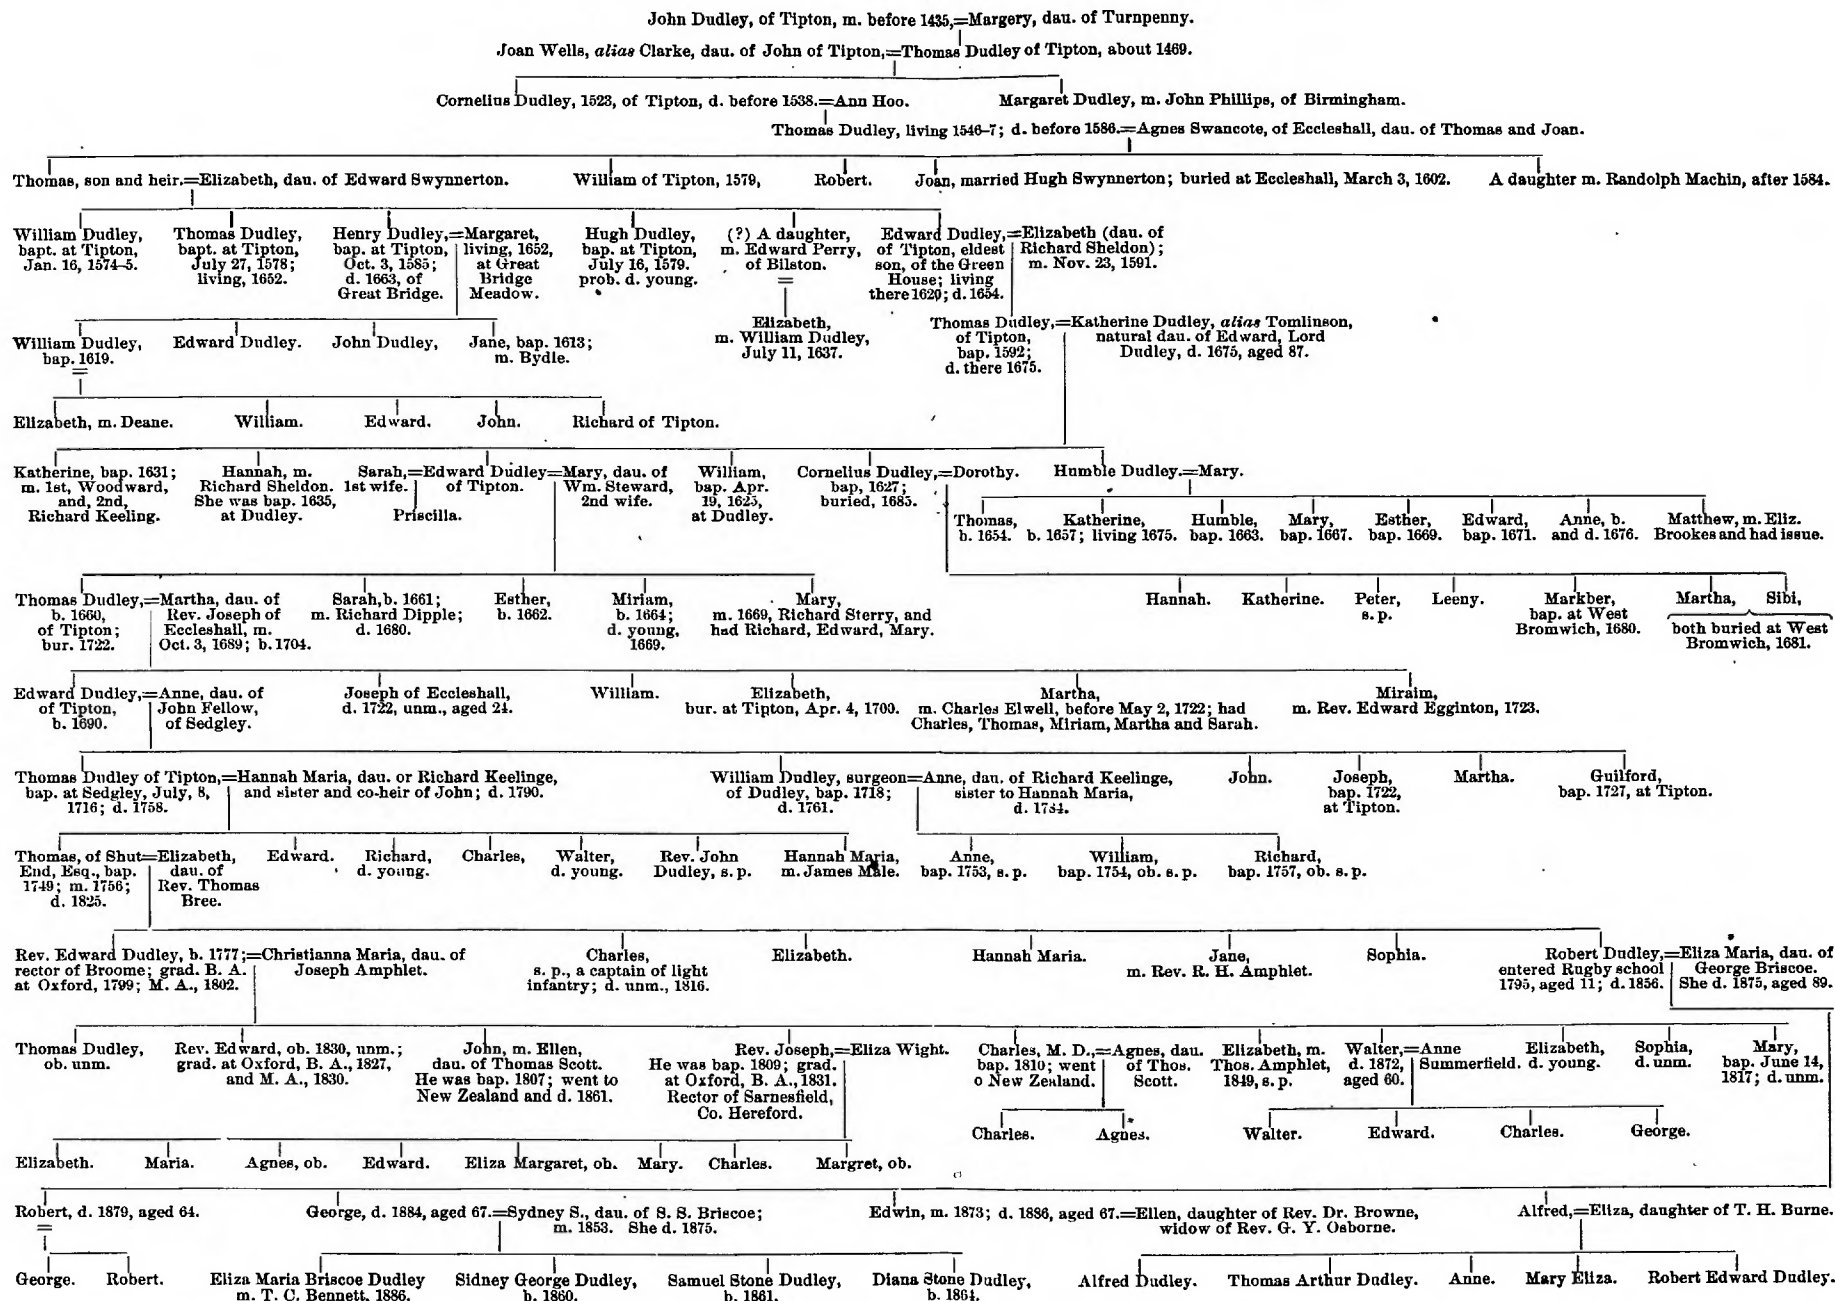 John Dudley, of Tipton, m. before 1435,=Margery, dau. of Turnpenny.
Joan Wells, alias Clarke, dau. of John of Tipton,=Thomas Dudley of Tipton, about 1469.
Cornelius Dudley, 1523, of Tipton, d. before 1538.=Ann Hoo.
Margaret Dudley, m. John Phillips, of Birmingham.
Thomas Dudley, living 1546-7; d. before 1586.=Agnes Swancote, of Eccleshall, dau. of Thomas and Joan.
Thomas, son and heir.=Elizabeth, dau. of Edward Swynnerton.
William of Tipton, 1579,
Robert.
Joan, married Hugh Swynnerton; buried at Eccleshall, March 3, 1602.
A daughter m. Randolph Machin, after 1584.
William Dudley,
bapt. at Tipton,
Jan. 16, 1574-5.
Thomas Dudley,
bapt. at Tipton,
July 27, 1578;
living, 1652.
Henry Dudley,=
bap. at Tipton,
Oct. 3, 1585;
d. 1663, of
Great Bridge.
Margaret,
living, 1652,
at Great
Bridge
Meadow.
Hugh Dudley,
bap. at Tipton,
July 16, 1579.
prob. d. young.
(?) A daughter,
m. Edward Perry,
of Bilston.
=
Edward Dudley,=
of Tipton, eldest
son, of the Green
House; living
there 1620; d. 1654.
Elizabeth (dau. of
Richard Sheldon);
m. Nov. 23, 1591.
William Dudley,
bap. 1619.
=
Edward Dudley.
John Dudley,
Jane, bap. 1613;
m. Bydle.
Elizabeth,
m. William Dudley,
July 11, 1637.
Thomas Dudley,=
of Tipton,
bap. 1592;
d. there 1675.
Katherine Dudley, alias Tomlinson,
natural dau. of Edward, Lord
Dudley, d. 1675, aged 87.
Elizabeth, m. Deane.
William.
Edward.
John.
Richard of Tipton.
Katherine, bap. 1631;
m. 1st, Woodward,
and, 2nd,
Richard Keeling.
Hannah, m.
Richard Sheldon.
She was bap. 1635,
at Dudley.
Sarah,=
1st wife.
Edward Dudley=
of Tipton.
Mary, dau. of
Wm. Steward,
2nd wife.
Priscilla.
William,
bap. Apr.
19, 1625,
at Dudley.
Cornelius Dudley,=Dorothy.
bap, 1627;
buried, 1685.
Humble Dudley.=Mary.
Thomas,
b. 1654.
Katherine,
b. 1657; living 1675.
Humble,
bap. 1663.
Mary,
bap. 1667.
Esther,
bap. 1669.
Edward,
bap. 1671.
Anne, b.
and d. 1676.
Matthew, m. Eliz.
Brookes and had issue.
Thomas Dudley,=
b. 1660,
of Tipton;
bur. 1722.
Martha, dau. of
Rev. Joseph of
Eccleshall, m.
Oct. 3, 1689; b. 1704.
Sarah, b. 1661;
m. Richard Dipple;
d. 1680.
Esther,
b. 1662.
Miriam,
b. 1664;
d. young,
1669.
Mary,
m. 1669, Richard Sterry, and
had Richard, Edward, Mary.
Hannah.
Katherine.
Peter,
s. p.
Leeny.
Markber,
bap. at West
Bromwich, 1680.
Martha, Sibi,
both buried at West
Bromwich, 1681.
Edward Dudley,=
of Tipton,
b. 1690.
Anne, dau. of
John Fellow,
of Sedgley.
Joseph of Eccleshall,
d. 1722, unm., aged 24.
William.
Elizabeth,
bur. at Tipton, Apr. 4, 1700.
Martha,
m. Charles Elwell, before May 2, 1722; had
Charles, Thomas, Miriam, Martha and Sarah.
Miraim,
m. Rev. Edward Egginton, 1723.
Thomas Dudley of Tipton,=
bap. at Sedgley, July, 8,
1716; d. 1758.
Hannah Maria, dau. or Richard Keelinge,
and sister and co-heir of John; d. 1790.
William Dudley, surgeon=
of Dudley, bap. 1718;
d. 1761.
Anne, dau. of Richard Keelinge,
sister to Hannah Maria,
d. 1784.
John.
Joseph,
bap. 1722,
at Tipton.
Martha.
Guilford,
bap. 1727, at Tipton.
Thomas, of Shut=
End, Esq., bap.
1749; m. 1756;
d. 1825.
Elizabeth,
dau. of
Rev. Thomas
Bree.
Edward.
Richard,
d. young.
Charles,
Walter,
d. young.
Rev. John
Dudley, s. p.
Hannah Maria,
m. James Male.
Anne,
bap. 1753, s. p.
William,
bap. 1754, ob. s. p.
Richard,
bap. 1757, ob. s. p.
Rev. Edward Dudley, b. 1777;=
rector of Broome; grad. B. A.
at Oxford, 1799; M. A., 1802.
Christianna Maria, dau. of
Joseph Amphlet.
Charles,
s. p., a captain of light
infantry; d. unm., 1816.
Elizabeth.
Hannah Maria.
Jane,
m. Rev. R. H. Amphlet.
Sophia.
Robert Dudley,=
entered Rugby school
1795, aged 11; d. 1856.
Eliza Maria, dau. of
George Briscoe.
She d. 1875, aged 89.
Thomas Dudley,
ob. unm.
Rev. Edward, ob. 1830, unm.;
grad. at Oxford, B. A., 1827,
and M. A., 1830.
John, m. Ellen,
dau. of Thomas Scott.
He was bap. 1807; went to
New Zealand and d. 1861.
Rev. Joseph,=Eliza Wight.
He was bap. 1809; grad.
at Oxford, B. A., 1831.
Rector of Sarnesfield,
Co. Hereford.
Charles, M. D.,=
bap. 1810; went
o New Zealand.
Agnes, dau.
of Thos.
Scott.
Elizabeth, m.
Thos. Amphlet,
1849, s. p.
Walter,=
d. 1872,
aged 60.
Anne
Summerfield.
Elizabeth,
d. young.
Sophia,
d. unm.
Mary,
bap. June 14,
1817; d. unm.
Charles.
Agnes.
Walter.
Edward.
Charles.
George.
Elizabeth.
Maria.
Agnes, ob.
Edward.
Eliza Margaret, ob.
Mary.
Charles.
Margret, ob.
Robert, d. 1879, aged 64.
=
George, d. 1884, aged 67.=Sydney S., dau. of S. S. Briscoe;
m. 1853. She d. 1875.
Edwin, m. 1873; d. 1886, aged 67.=Ellen, daughter of Rev. Dr. Browne,
widow of Rev. G. Y. Osborne.
Alfred,=Eliza, daughter of T. H. Burne.
George.
Robert.
Eliza Maria Briscoe Dudley
m. T. C. Bennett, 1886.
Sidney George Dudley,
b. 1860.
Samuel Stone Dudley,
b. 1861.
Diana Stone Dudley,
b. 1864.
Alfred Dudley.
Thomas Arthur Dudley.
Anne.
Mary Eliza.
Robert Edward Dudley.